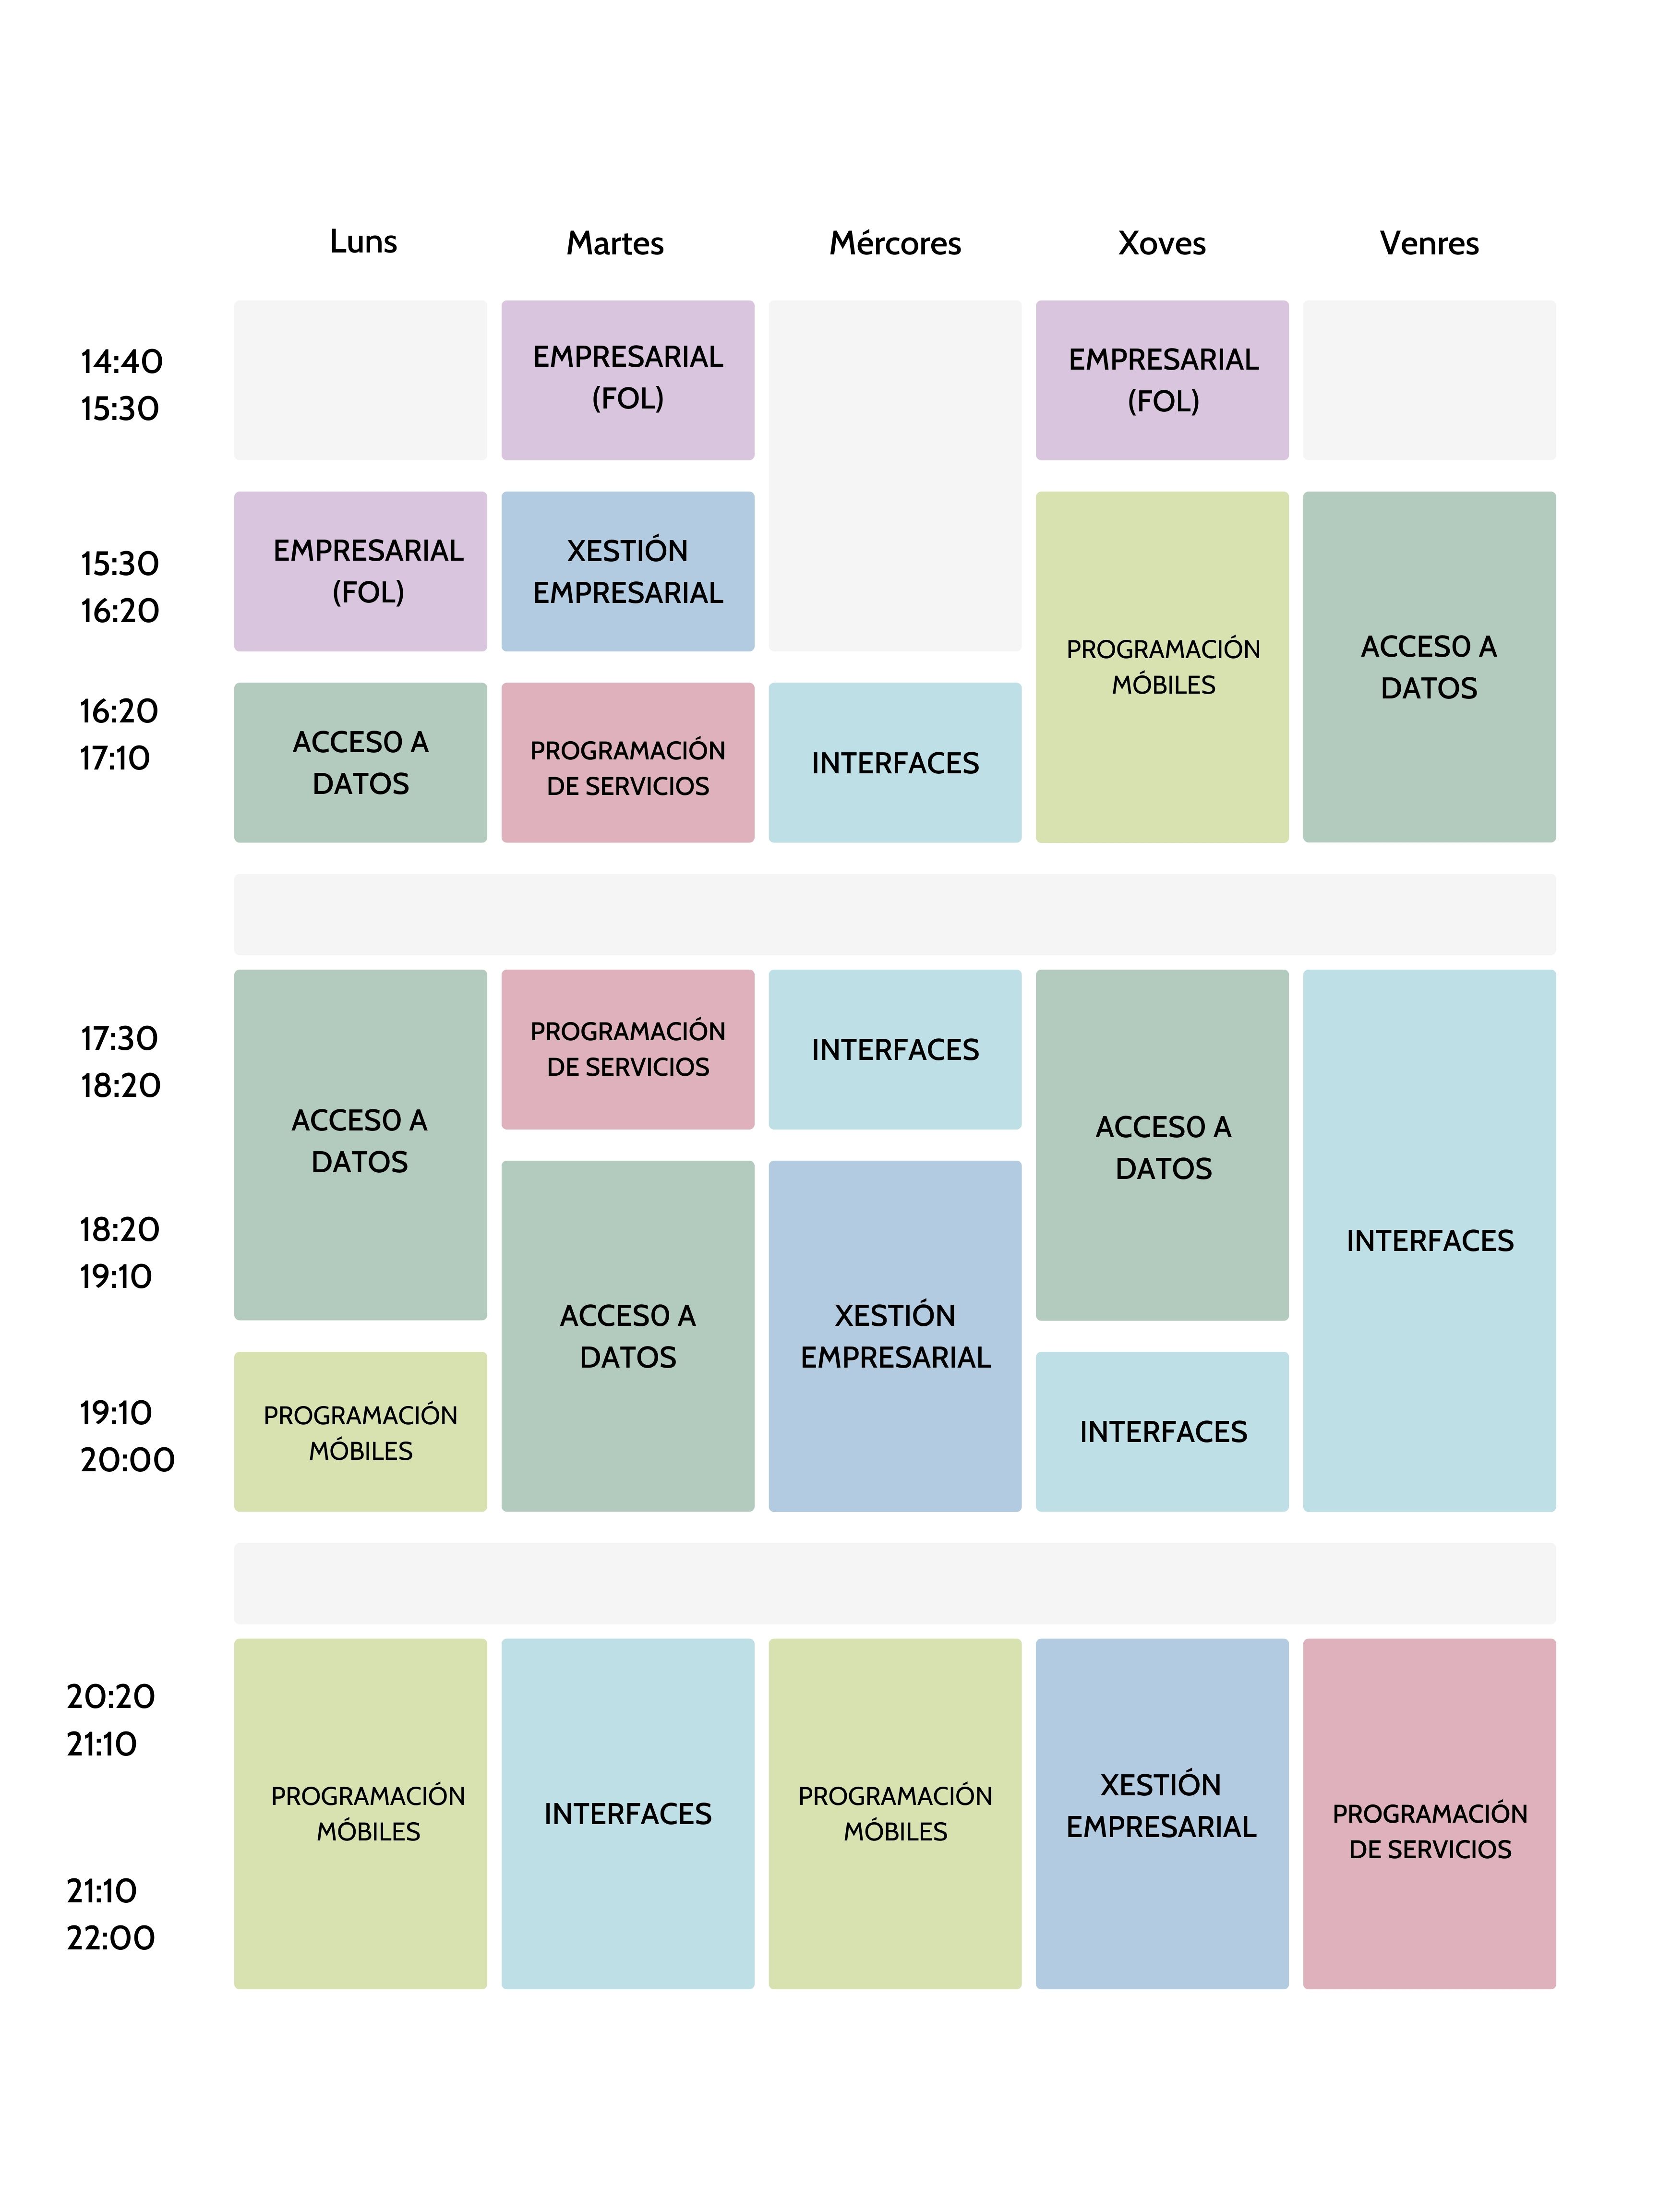 Luns Martes Mércores Xoves Venres
14:40
15:30
EMPRESARIAL
(FOL)
EMPRESARIAL
(FOL)
15:30
16:20
EMPRESARIAL
(FOL)
XESTIÓN
EMPRESARIAL
PROGRAMACIÓN
MÓBILES
ACCESO A
DATOS
16:20
17:10
ACCESO A
DATOS
PROGRAMACIÓN
DE SERVICIOS
INTERFACES
17:30
18:20
ACCESO A
DATOS
PROGRAMACIÓN
DE SERVICIOS
INTERFACES
ACCESO A
DATOS
INTERFACES
18:20
19:10
ACCESO A
DATOS
XESTIÓN
EMPRESARIAL
19:10
20:00
PROGRAMACIÓN
MÓBILES
INTERFACES
20:20
21:10
PROGRAMACIÓN
MÓBILES
INTERFACES
PROGRAMACIÓN
MÓBILES
XESTIÓN
EMPRESARIAL
PROGRAMACIÓN
DE SERVICIOS
21:10
22:00